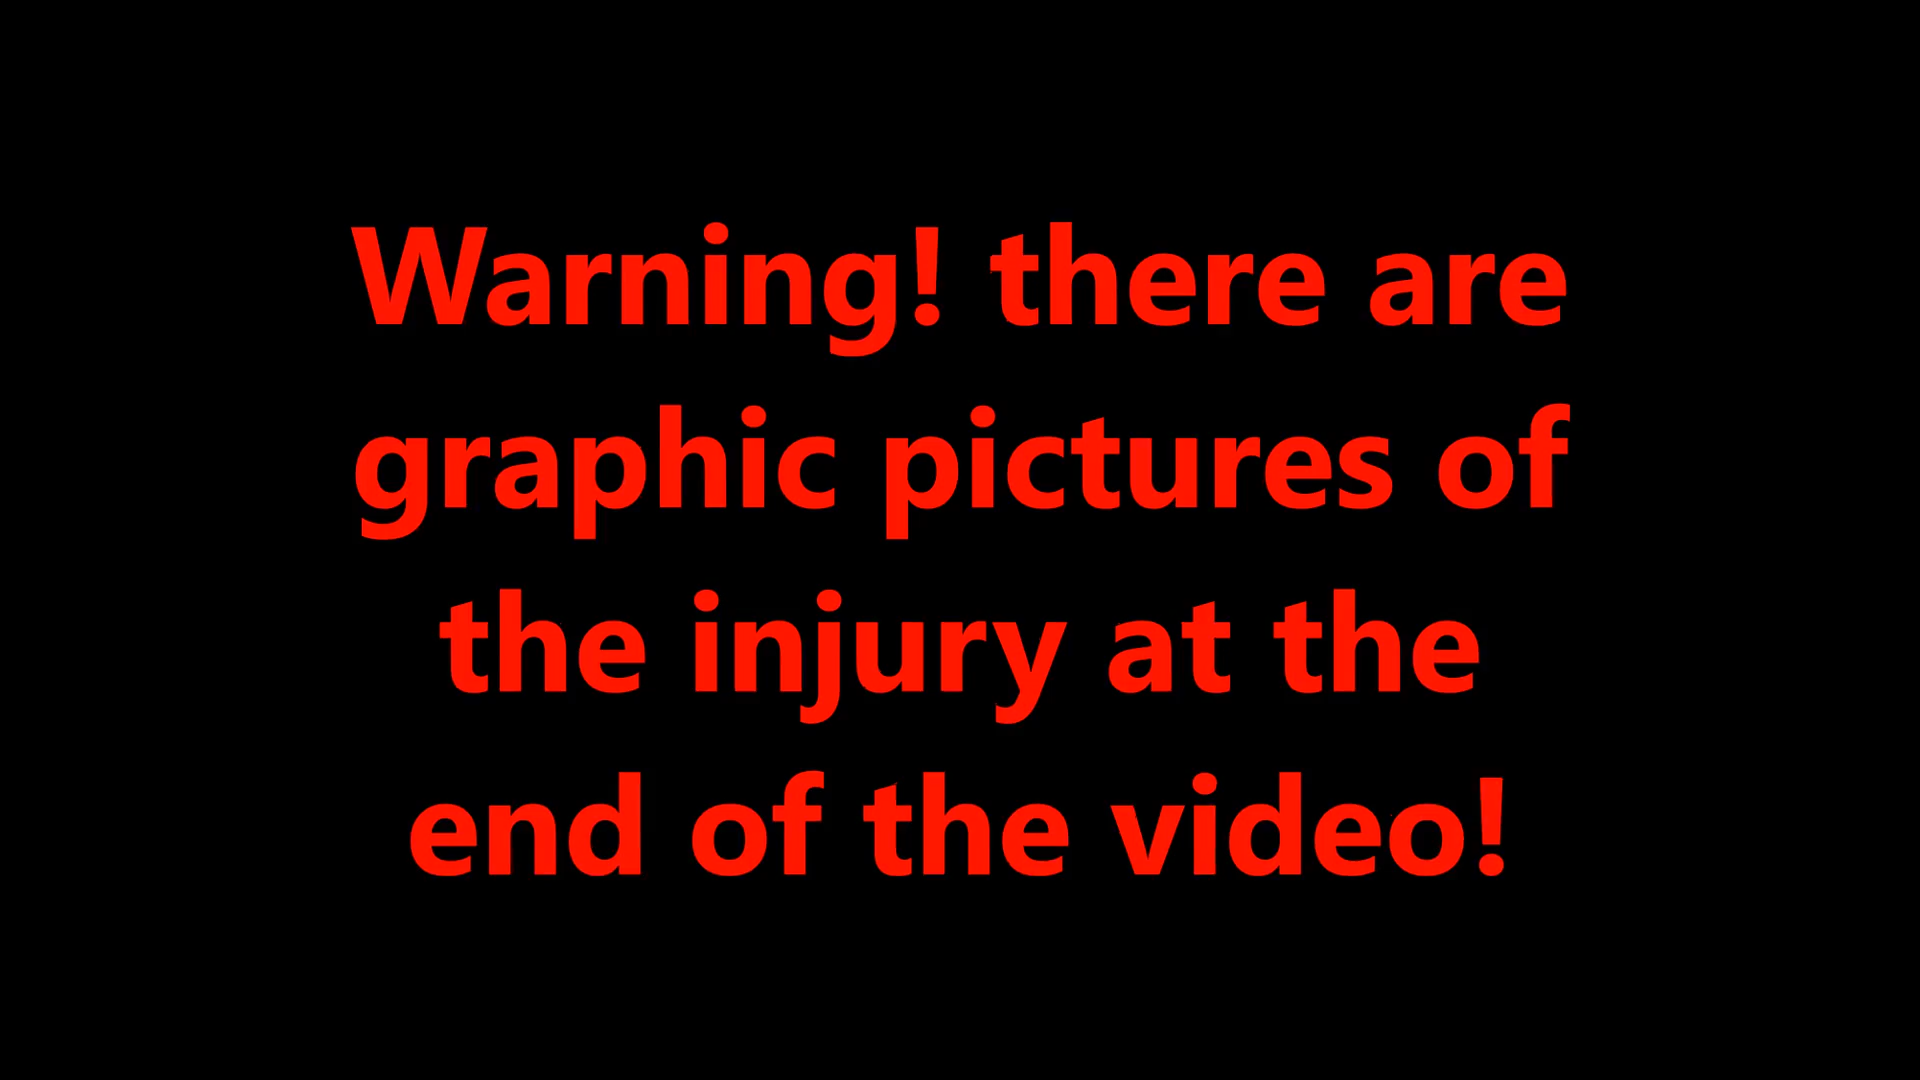 Warning! there are
graphic pictures of
the injury at the
end of the video!